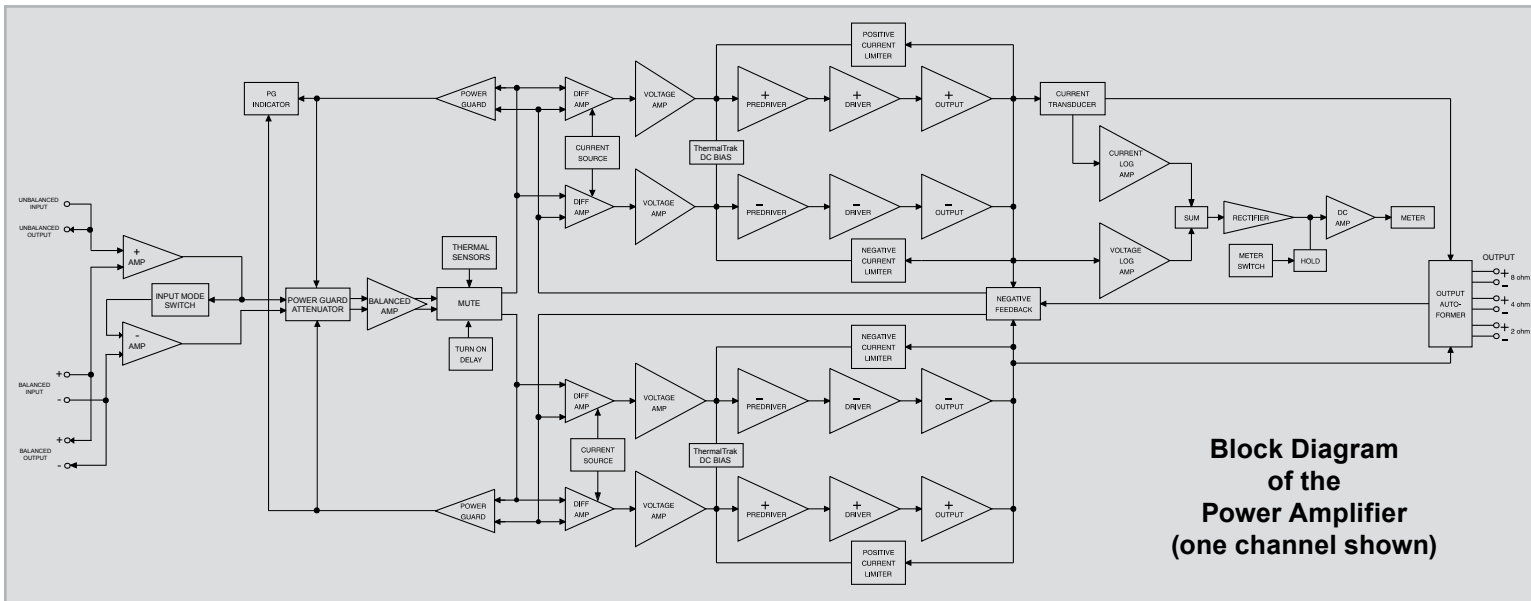 POSITIVE
CURRENT
LIMITER
PG
INDICATOR
POWER
GUARD
DIFF
AMP
VOLTAGE
AMP
+
PREDRIVER
+
DRIVER
+
OUTPUT
CURRENT
TRANSDUCER
CURRENT
SOURCE
ThermalTrak
DC BIAS
CURRENT
LOG
AMP
DIFF
AMP
VOLTAGE
AMP
−
PREDRIVER
−
DRIVER
−
OUTPUT
UNBALANCED
INPUT
UNBALANCED
OUTPUT
SUM
RECTIFIER
DC
AMP
METER
+
AMP
THERMAL
SENSORS
NEGATIVE
CURRENT
LIMITER
VOLTAGE
LOG
AMP
METER
SWITCH
HOLD
INPUT MODE
SWITCH
POWER GUARD
ATTENUATOR
BALANCED
AMP
MUTE
NEGATIVE
FEEDBACK
OUTPUT
AUTO-
FORMER
OUTPUT
+
− 8 ohm
+
− 4 ohm
+
− 2 ohm
−
AMP
TURN ON
DELAY
NEGATIVE
CURRENT
LIMITER
+
BALANCED
INPUT
-
+
BALANCED
OUTPUT
-
DIFF
AMP
VOLTAGE
AMP
−
PREDRIVER
−
DRIVER
−
OUTPUT
CURRENT
SOURCE
ThermalTrak
DC BIAS
POWER
GUARD
DIFF
AMP
VOLTAGE
AMP
+
PREDRIVER
+
DRIVER
+
OUTPUT
POSITIVE
CURRENT
LIMITER
Block Diagram
of the
Power Amplifier
(one channel shown)